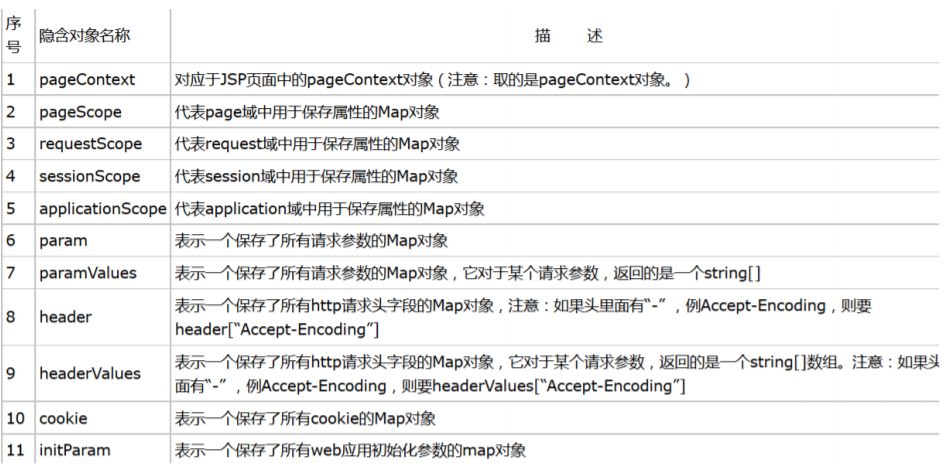 序号 隐含对象名称 描 述
1 pageContext 对应于JSP页面中的pageContext对象（注意：取的是pageContext对象。）
2 pageScope 代表page域中用于保存属性的Map对象
3 requestScope 代表request域中用于保存属性的Map对象
4 sessionScope 代表session域中用于保存属性的Map对象
5 applicationScope 代表application域中用于保存属性的Map对象
6 param 表示一个保存了所有请求参数的Map对象
7 paramValues 表示一个保存了所有请求参数的Map对象，它对于某个请求参数，返回的是一个string[]
8 header 表示一个保存了所有http请求头字段的Map对象，注意：如果头里面有“-”，例Accept-Encoding，则要
header[“Accept-Encoding”]
9 headerValues 表示一个保存了所有http请求头字段的Map对象，它对于某个请求参数，返回的是一个string[]数组。注意：如果头
面有“-”，例Accept-Encoding，则要headerValues[“Accept-Encoding”]
10 cookie 表示一个保存了所有cookie的Map对象
11 initParam 表示一个保存了所有web应用初始化参数的map对象